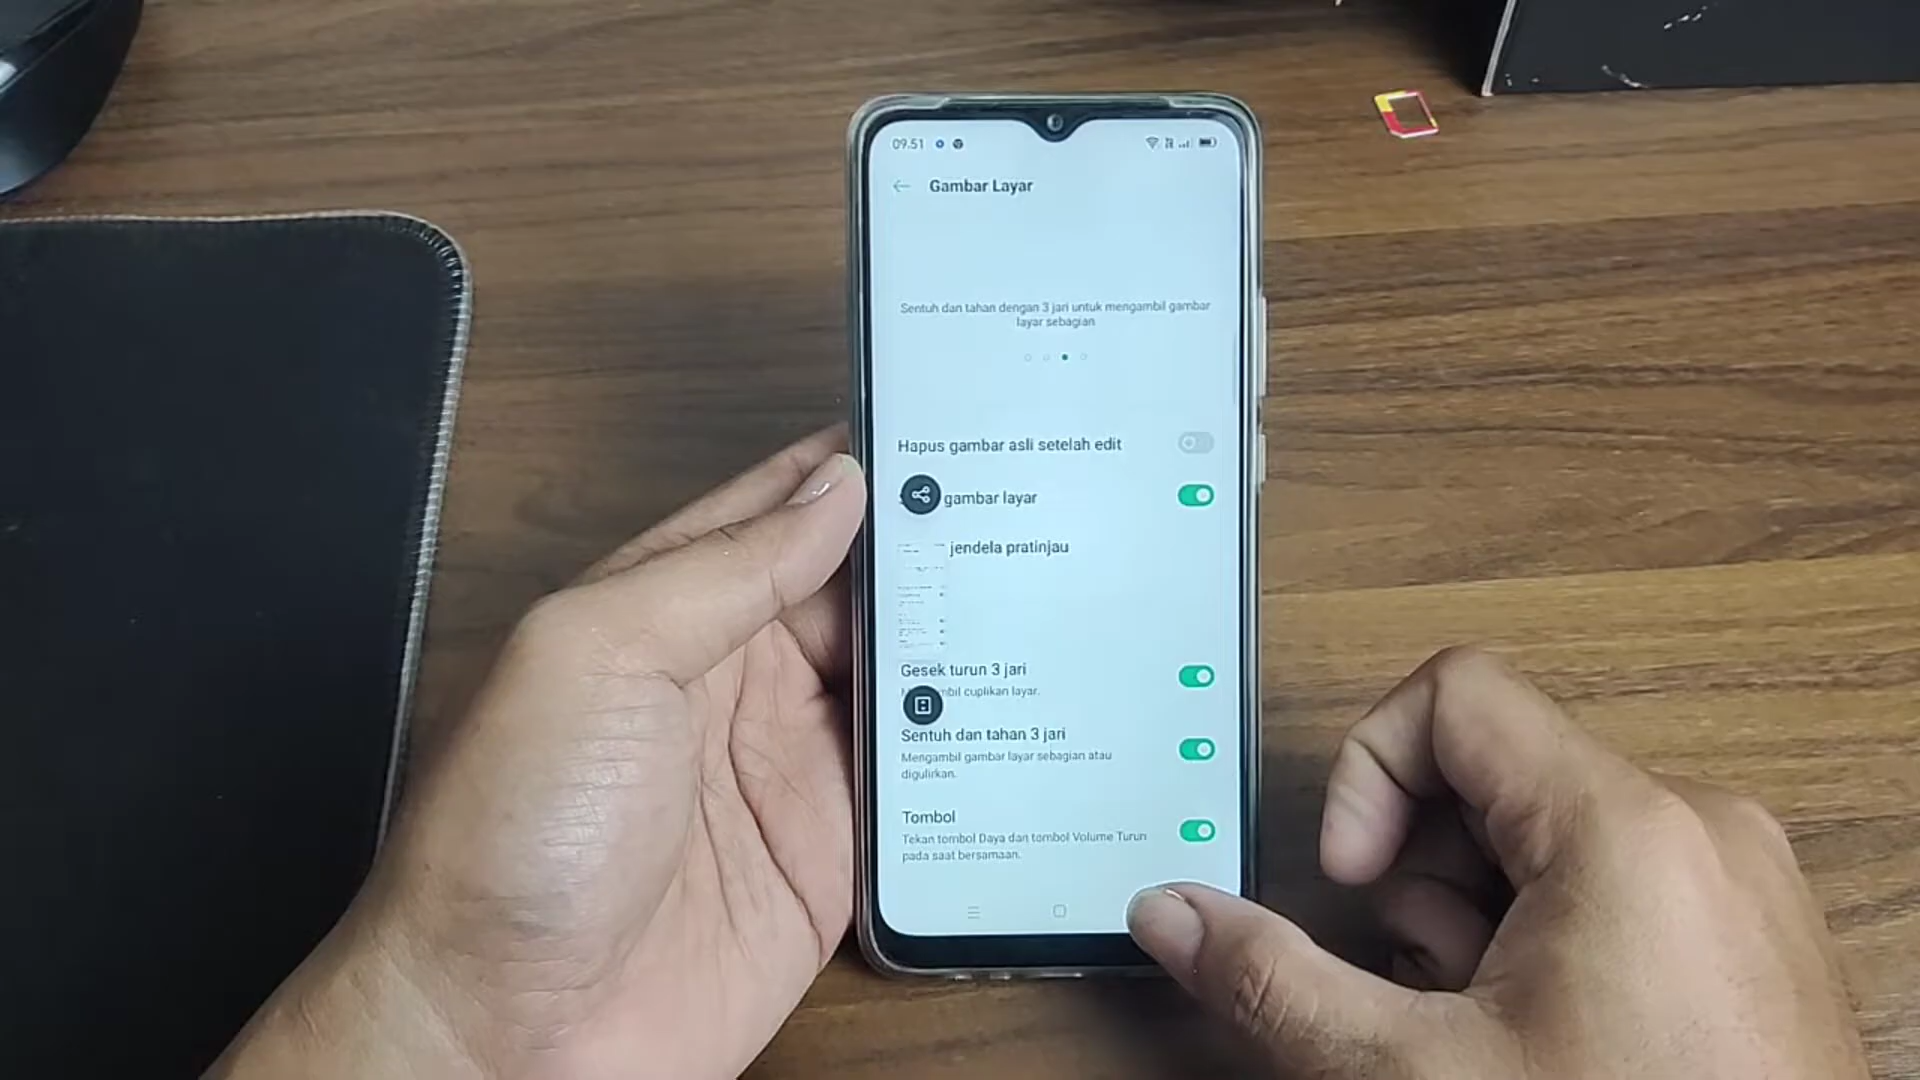 09.51
Gambar Layar
Sentuh dan tahan dengan 3 jari untuk mengambil gambar
layar sebagian
Hapus gambar asli setelah edit
gambar layar
jendela pratinjau
Gesek turun 3 jari
mbil cuplikan layar.
Sentuh dan tahan 3 jari
Mengambil gambar layar sebagian atau
digulirkan.
Tombol
Tekan tombol Daya dan tombol Volume Turun
pada saat bersamaan.